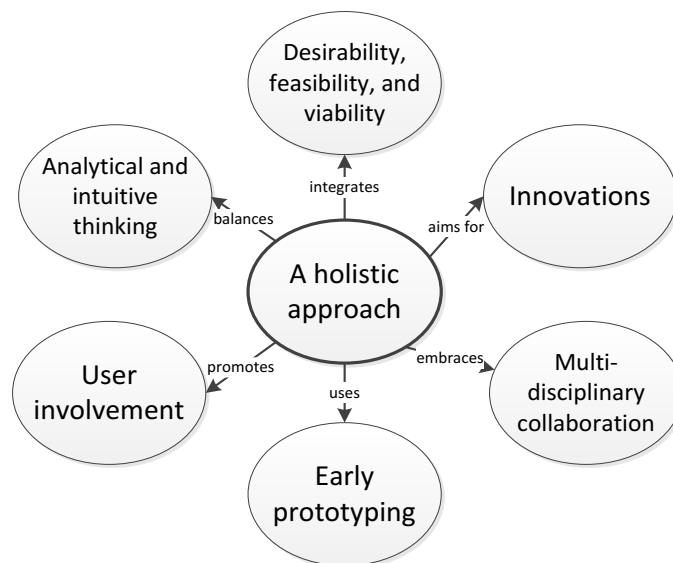 Desirability,
feasibility, and
viability
integrates
Analytical and
intuitive
thinking
balances
Innovations
aims for
A holistic
approach
User
involvement
promotes
uses
embraces
Multi-
disciplinary
collaboration
Early
prototyping